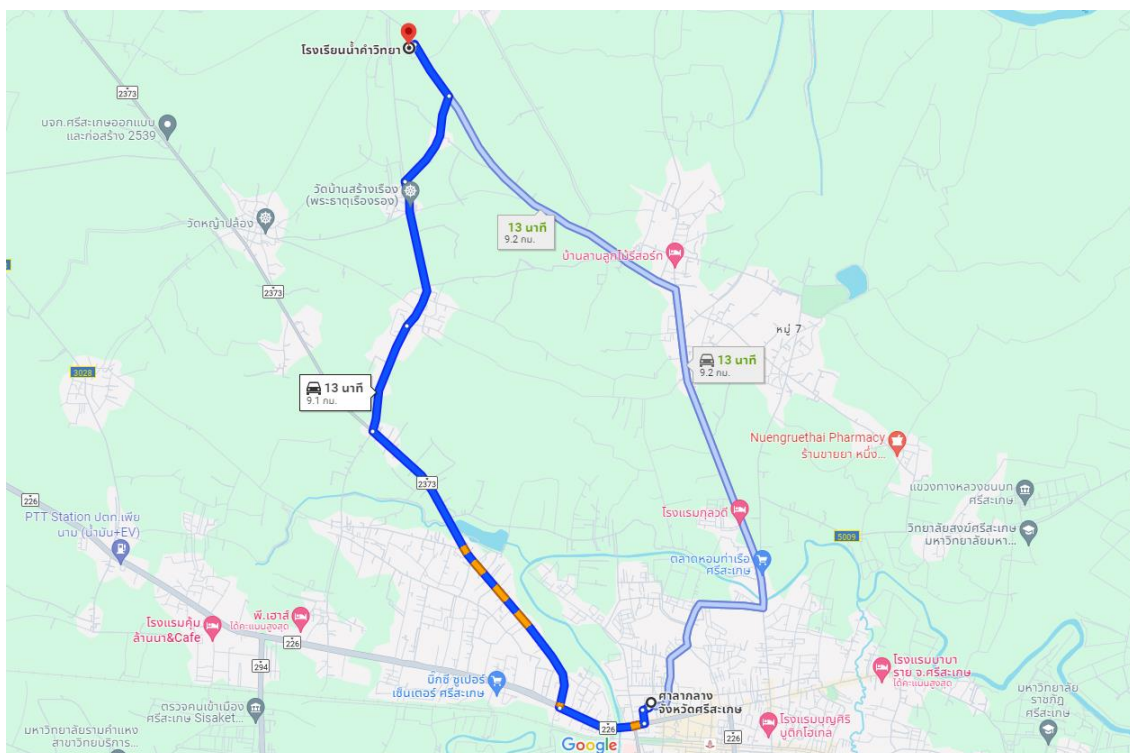 โรงเรียนน้ำคำวิทยา
2373
บจก.ศรีสะเกษออกแบบ
และก่อสร้าง 2539
วัดบ้านสร้างเรือง
(พระธาตุเรืองรอง)
วัดหญ้าปล้อง
13 นาที
9.2 กม.
บ้านสวนลูกไม้รีสอร์ท
2373
หมู่ 7
13 นาที
9.2 กม.
3028
13 นาที
9.1 กม.
Nuengruethai Pharmacy
ร้านขายยา หนึ่ง...
2373
226
แขวงทางหลวงชนบท
ศรีสะเกษ
PTT Station ปตท.เพีย
นาม (น้ำมัน+EV)
โรงแรมกุลวดี
วิทยาลัยสงฆ์ศรีสะเกษ
มหาวิทยาลัยมหา...
5009
ตลาดหอมท่าเรือ
ศรีสะเกษ
โรงแรมคุ้ม
ล้านนา&Cafe
พี.เฮาส์
ได้คะแนนสูงสุด
226
294
บิ๊กซี ซูเปอร์
เซ็นเตอร์ ศรีสะเกษ
โรงแรมบาบา
ราย จ.ศรีสะเกษ
ได้คะแนนสูงสุด
ศาลากลาง
จังหวัดศรีสะเกษ
ตรวจคนเข้าเมือง
ศรีสะเกษ Sisaket...
มหาวิทยาลัย
ราชภัฏ
ศรีสะเกษ...
มหาวิทยาลัยรามคำแหง
สาขาวิทยบริการ...
226
226
โรงแรมบุญศิริ
บูติกโฮเทล
Google